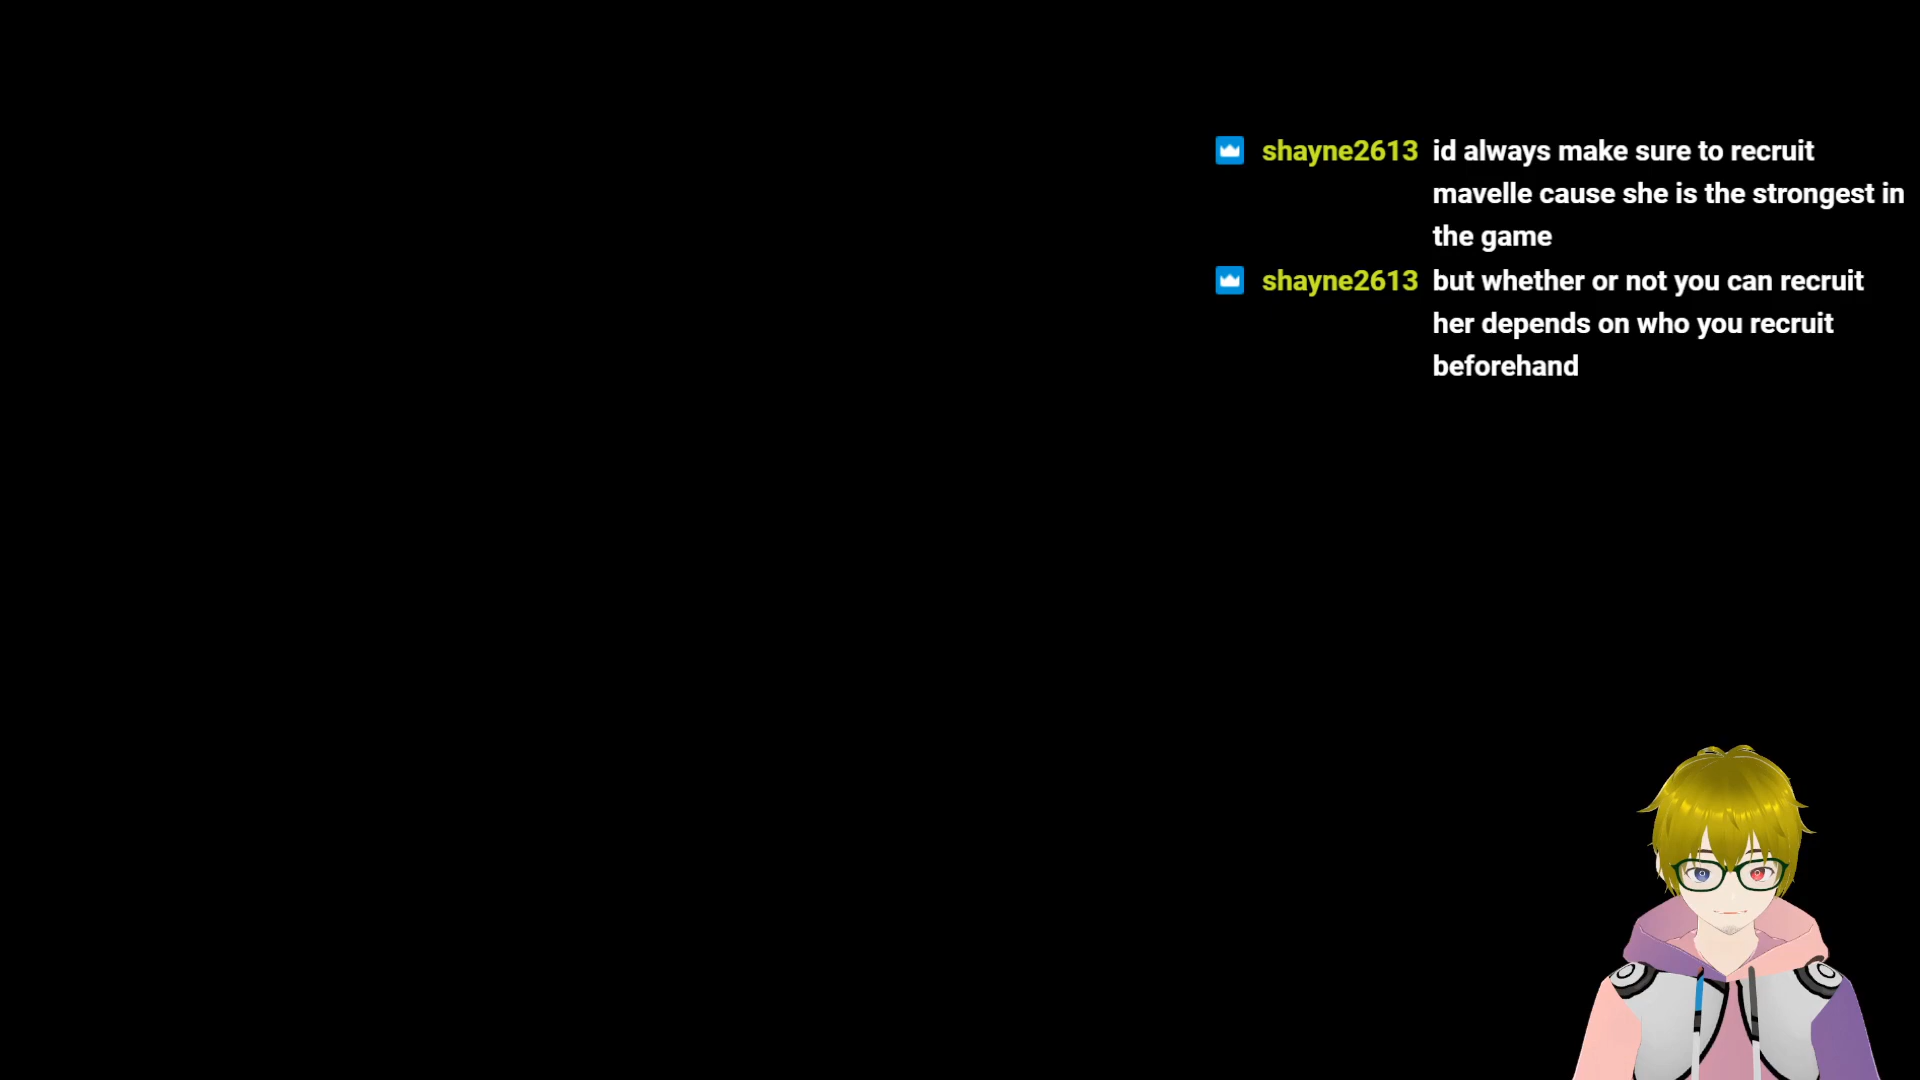 shayne2613 id always make sure to recruit
mavelle cause she is the strongest in
the game
shayne2613 but whether or not you can recruit
her depends on who you recruit
beforehand